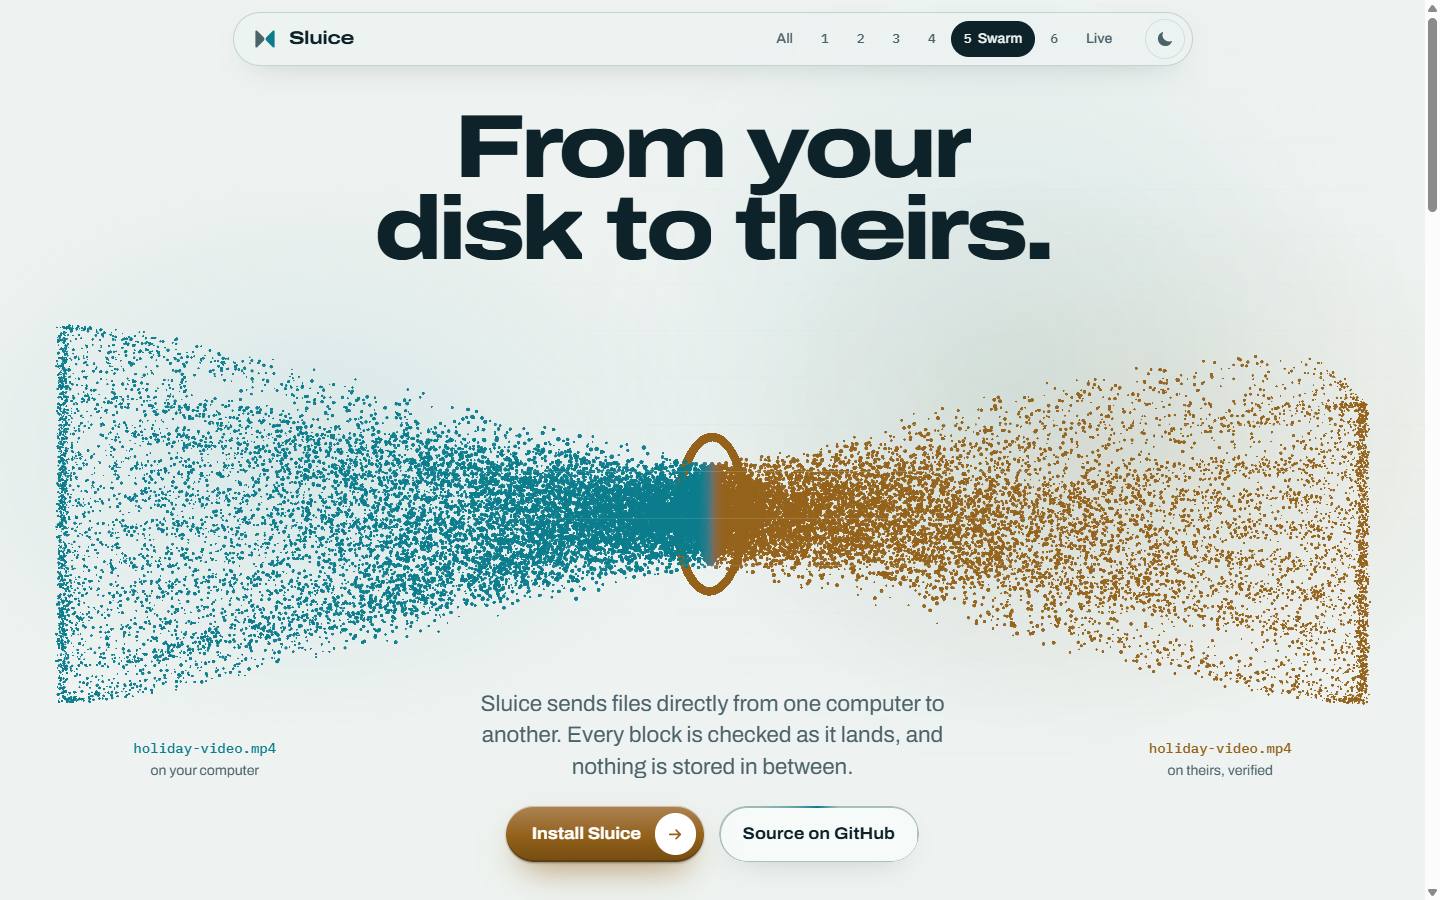 Sluice
All 1 2 3 4 5 Swarm 6 Live
From your
disk to theirs.
Sluice sends files directly from one computer to
another. Every block is checked as it lands, and
nothing is stored in between.
holiday-video.mp4
on your computer
holiday-video.mp4
on theirs, verified
Install Sluice
Source on GitHub